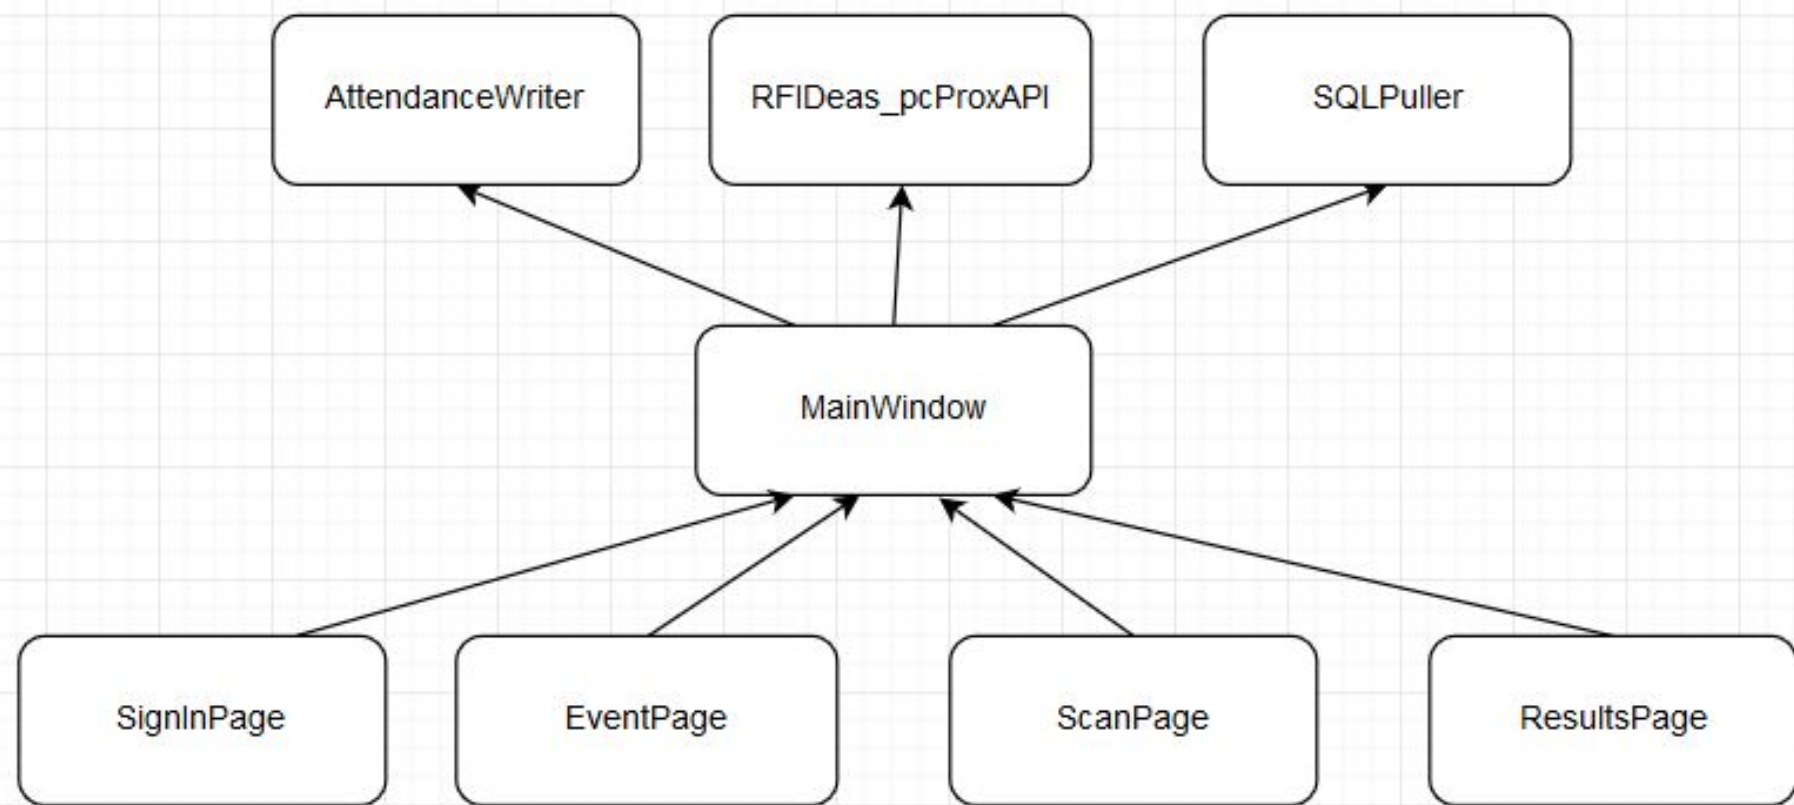 AttendanceWriter
RFIDeas_pcProxAPI
SQLPuller
MainWindow
SignInPage
EventPage
ScanPage
ResultsPage